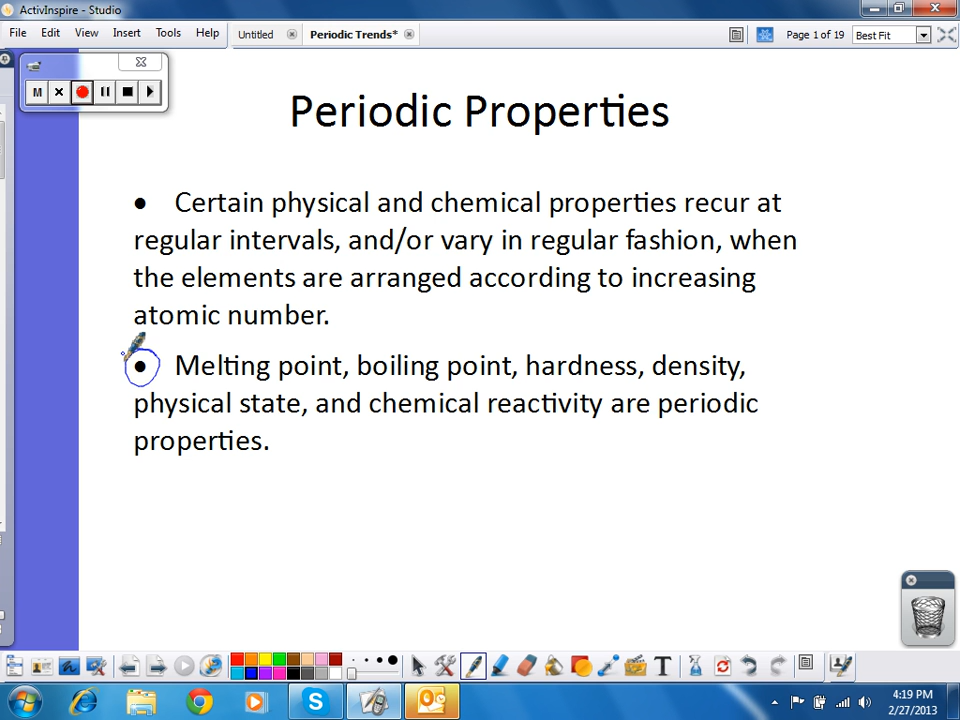 ActivInspire - Studio
File Edit View Insert Tools Help Untitled Periodic Trends* Page 1 of 19 Best Fit
M
Periodic Properties
• Certain physical and chemical properties recur at
regular intervals, and/or vary in regular fashion, when
the elements are arranged according to increasing
atomic number.
• Melting point, boiling point, hardness, density,
physical state, and chemical reactivity are periodic
properties.
T
4:19 PM
2/27/2013